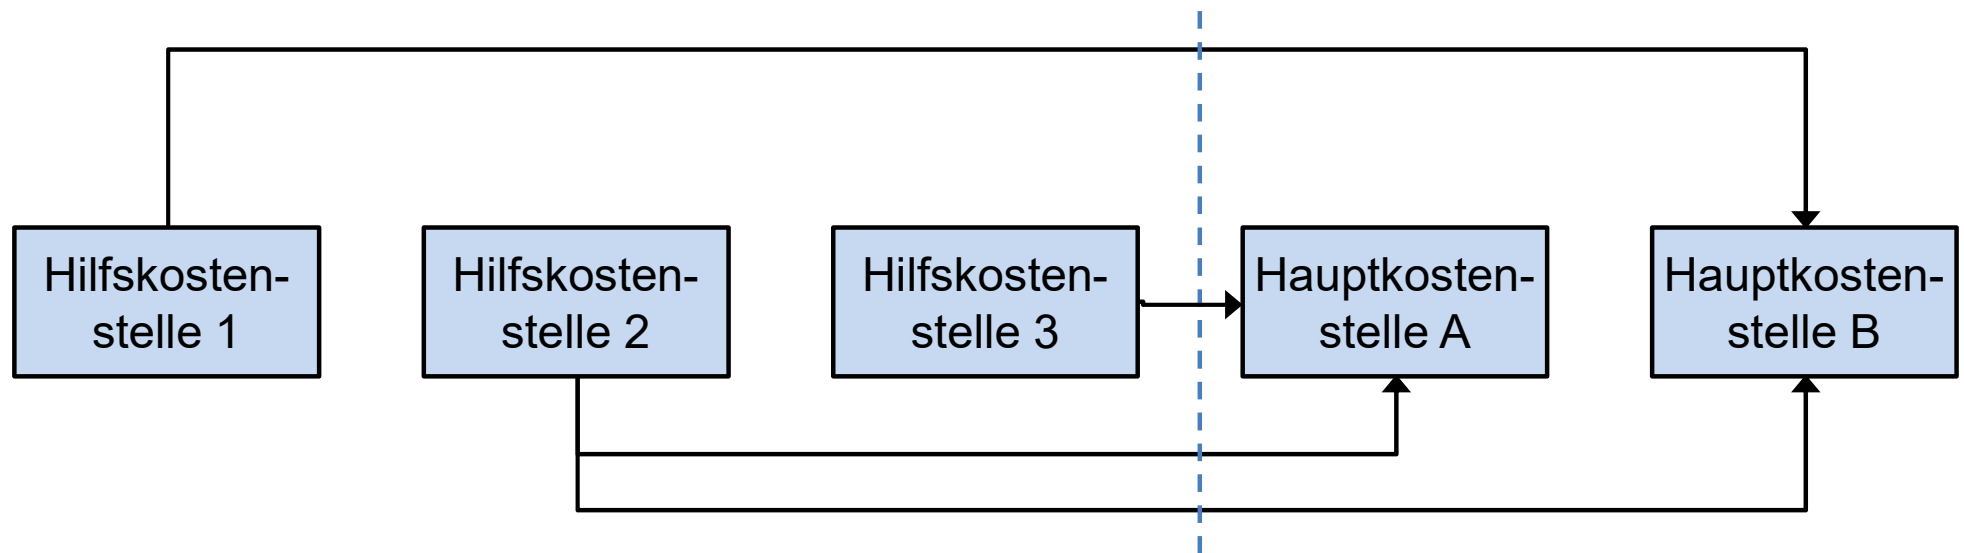 Hilfskosten-
stelle 1
Hilfskosten-
stelle 2
Hilfskosten-
stelle 3
Hauptkosten-
stelle A
Hauptkosten-
stelle B